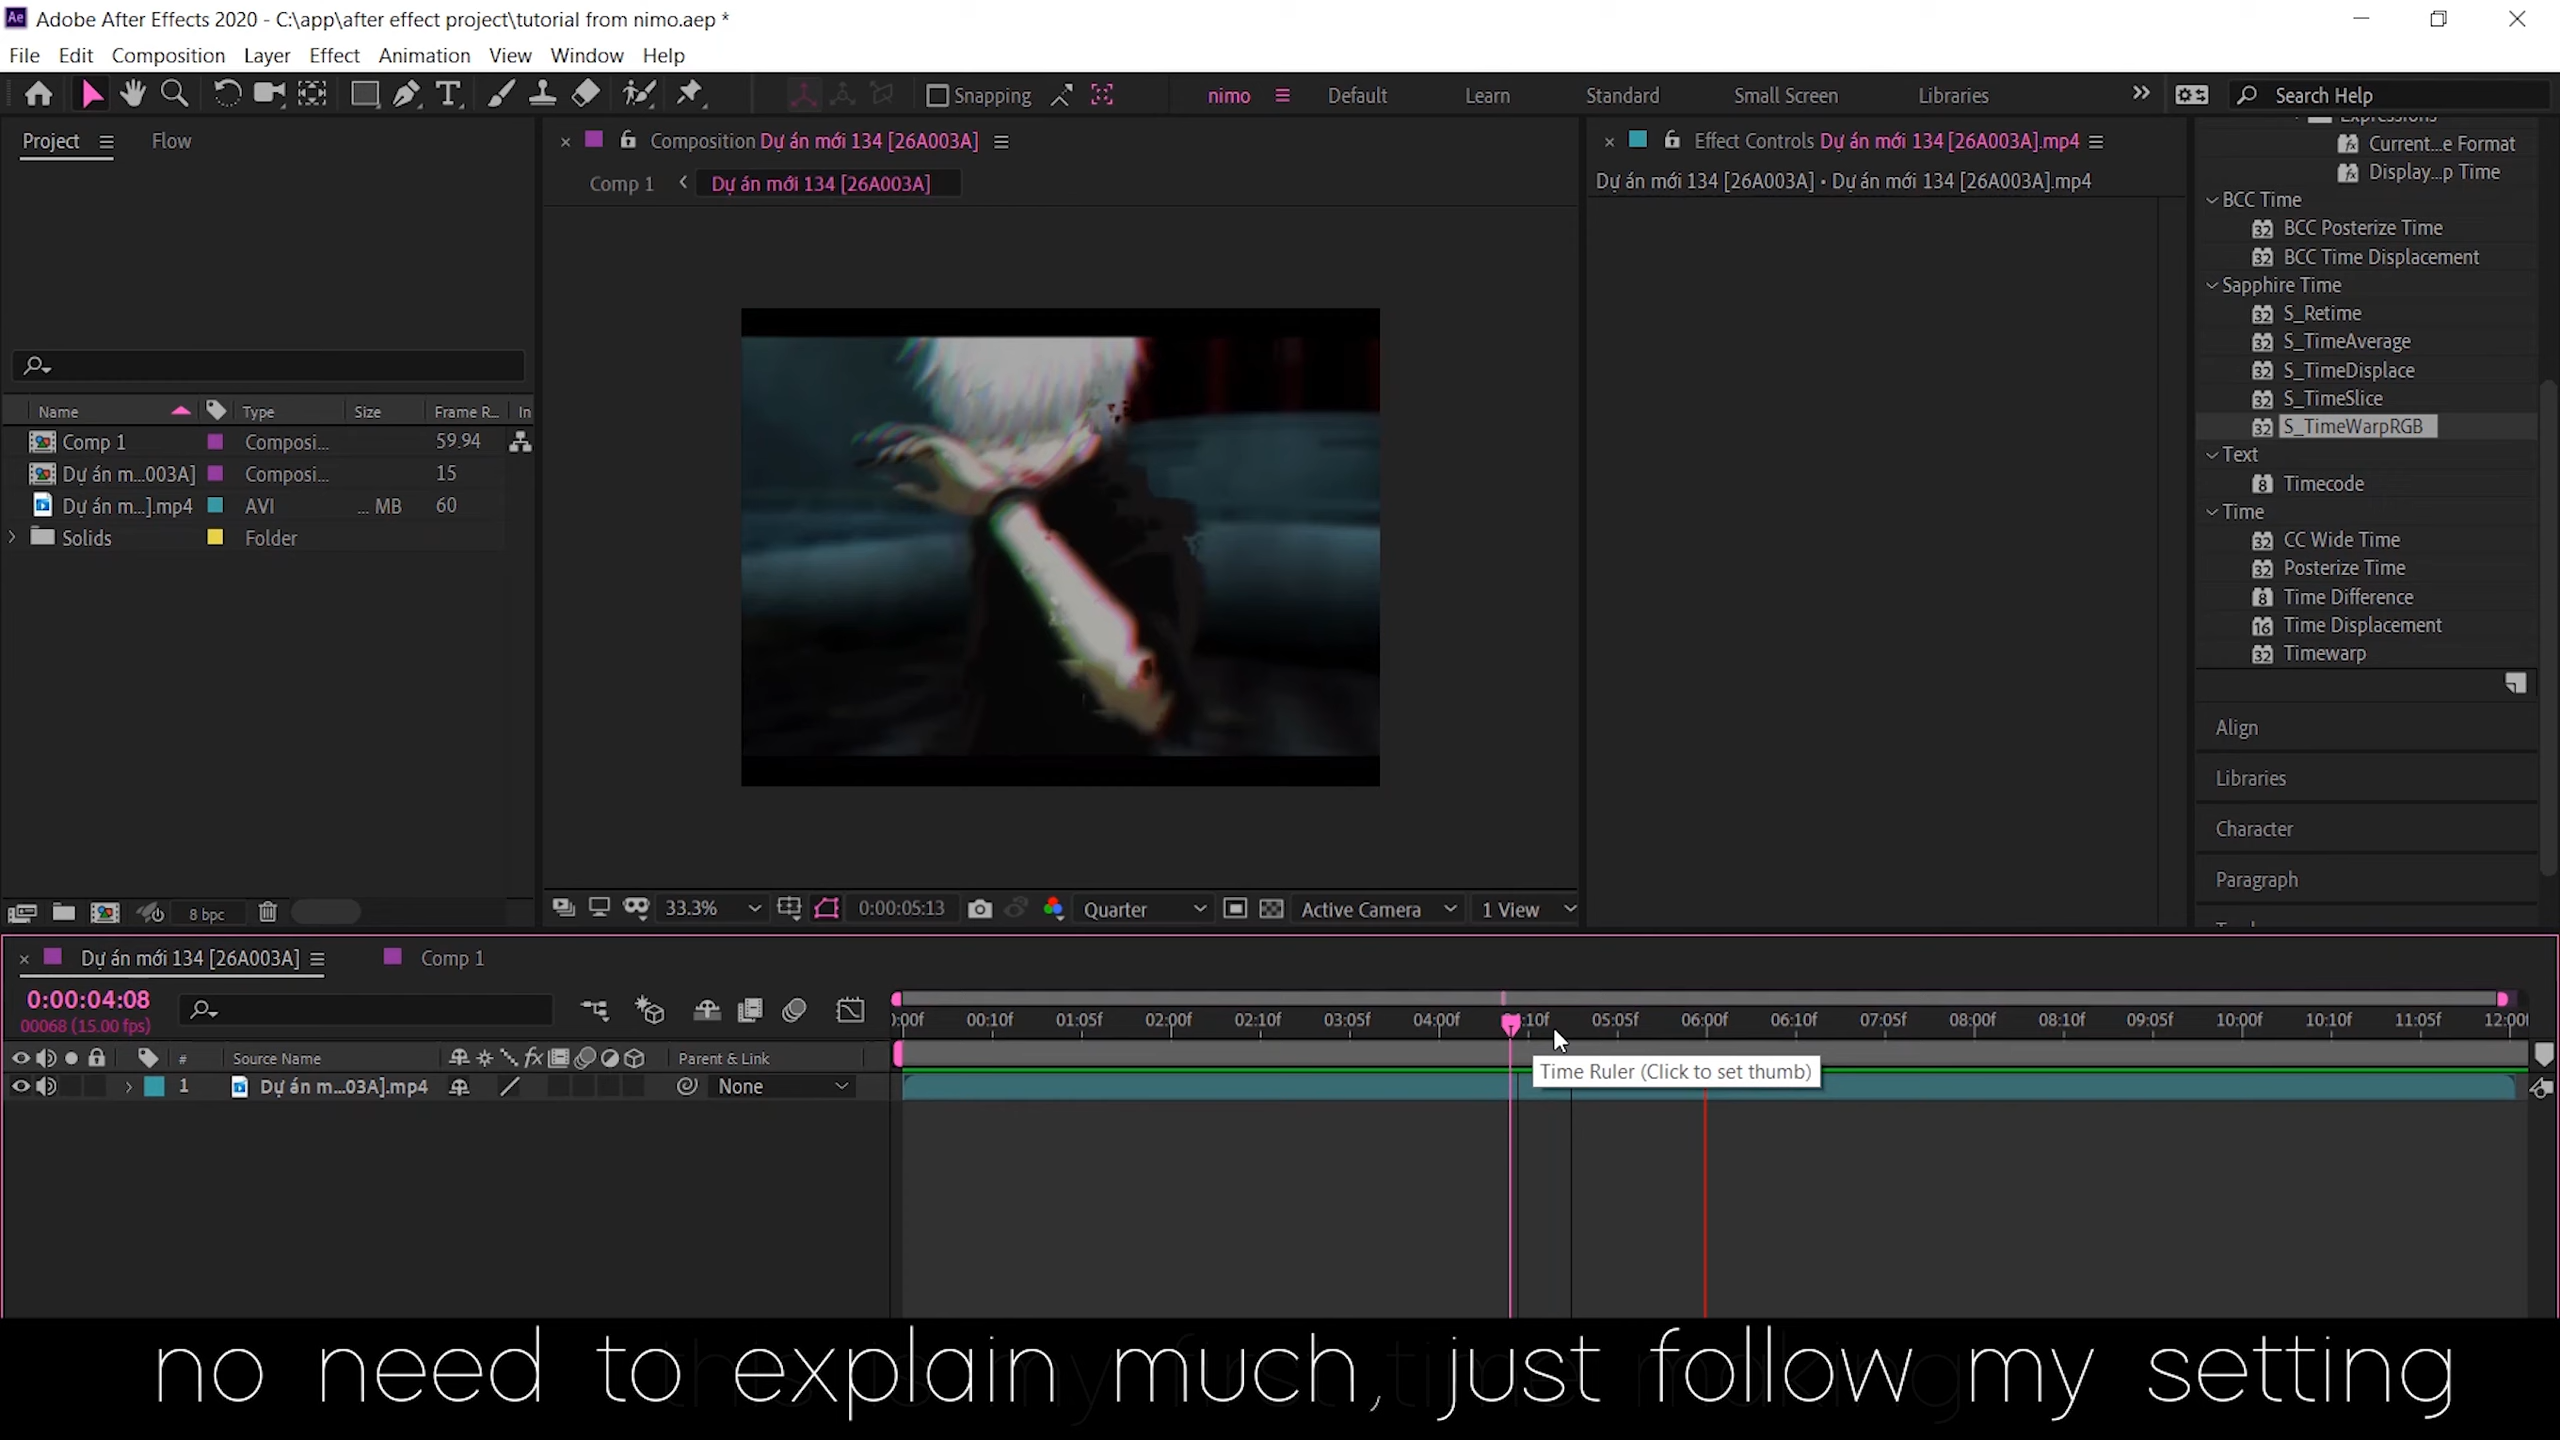 Adobe After Effects 2020 - C:\app\after effect project\tutorial from nimo.aep *
File Edit Composition Layer Effect Animation View Window Help
Snapping nimo Default Learn Standard Small Screen Libraries Search Help
Project Flow
Composition Dự án mới 134 [26A003A]
Comp 1 Dự án mới 134 [26A003A]
Effect Controls Dự án mới 134 [26A003A].mp4
Dự án mới 134 [26A003A] • Dự án mới 134 [26A003A].mp4
Name Type Size Frame R... In
Comp 1 Composi... 59.94
Dự án m...003A] Composi... 15
Dự án m...].mp4 AVI ... MB 60
Solids Folder
8 bpc
33.3% 0:00:05:13 Quarter Active Camera 1 View
Expressions
Current...e Format
Display...p Time
BCC Time
BCC Posterize Time
BCC Time Displacement
Sapphire Time
S_Retime
S_TimeAverage
S_TimeDisplace
S_TimeSlice
S_TimeWarpRGB
Text
Timecode
Time
CC Wide Time
Posterize Time
Time Difference
Time Displacement
Timewarp
Align
Libraries
Character
Paragraph
Dự án mới 134 [26A003A] Comp 1
0:00:04:08
00068 (15.00 fps)
):00f 00:10f 01:05f 02:00f 02:10f 03:05f 04:00f 05:05f 06:00f 06:10f 07:05f 08:00f 08:10f 09:05f 10:00f 10:10f 11:05f 12:00f
# Source Name Parent & Link
1 Dự án m...03A].mp4 None
Time Ruler (Click to set thumb)
no need to explain much, just follow my setting